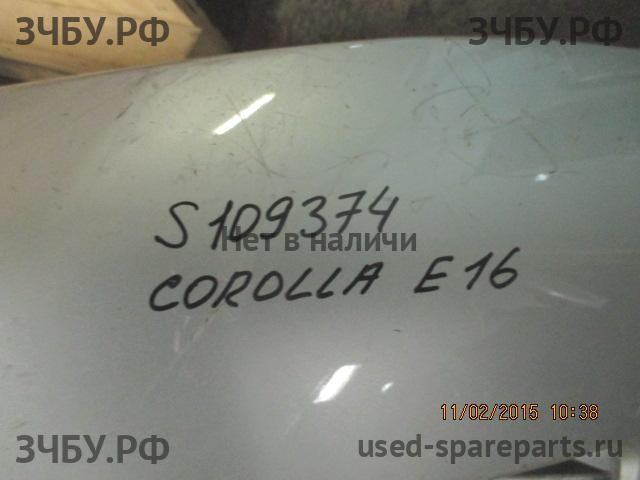 ЗЧБУ.РФ ЗЧБУ.РФ
S109374
Нет в наличи
COROLLA E16
11/02/2015 10:38
ЗЧБУ.РФ used-spareparts.ru